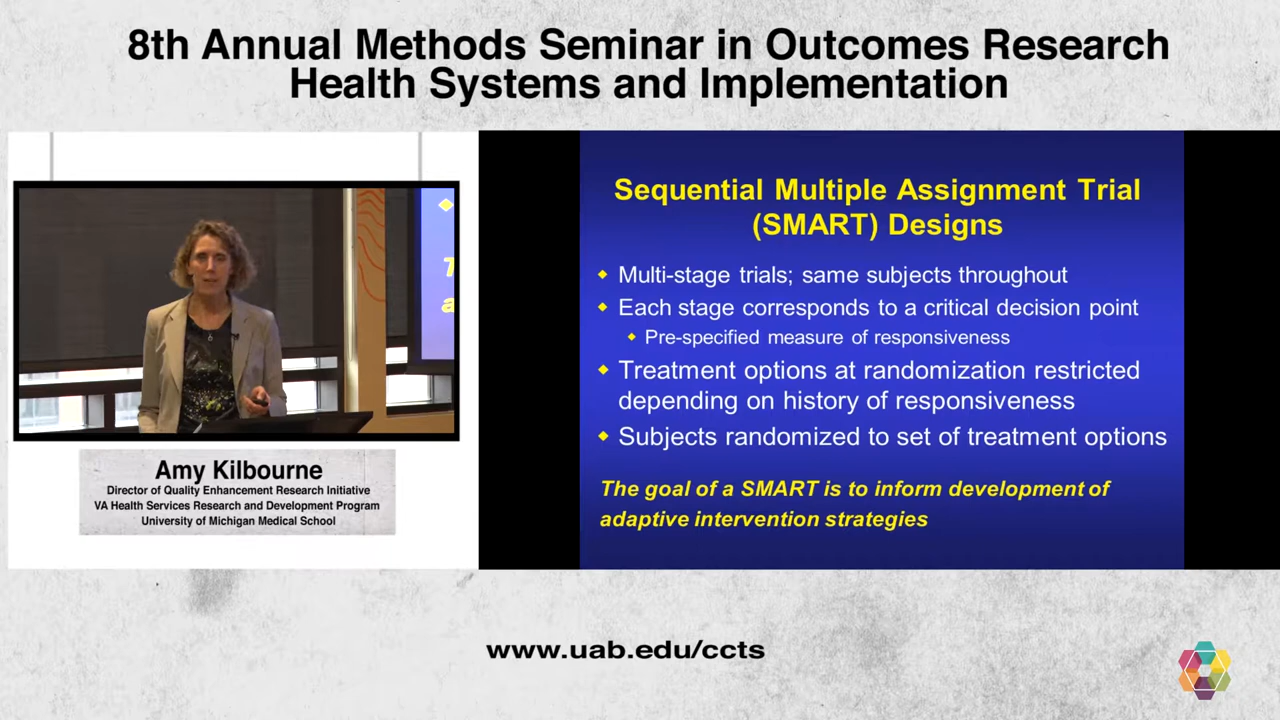 8th Annual Methods Seminar in Outcomes Research
Health Systems and Implementation
Amy Kilbourne
Director of Quality Enhancement Research Initiative
VA Health Services Research and Development Program
University of Michigan Medical School
Sequential Multiple Assignment Trial
(SMART) Designs
Multi-stage trials; same subjects throughout
Each stage corresponds to a critical decision point
Pre-specified measure of responsiveness
Treatment options at randomization restricted
depending on history of responsiveness
Subjects randomized to set of treatment options
The goal of a SMART is to inform development of
adaptive intervention strategies
www.uab.edu/ccts